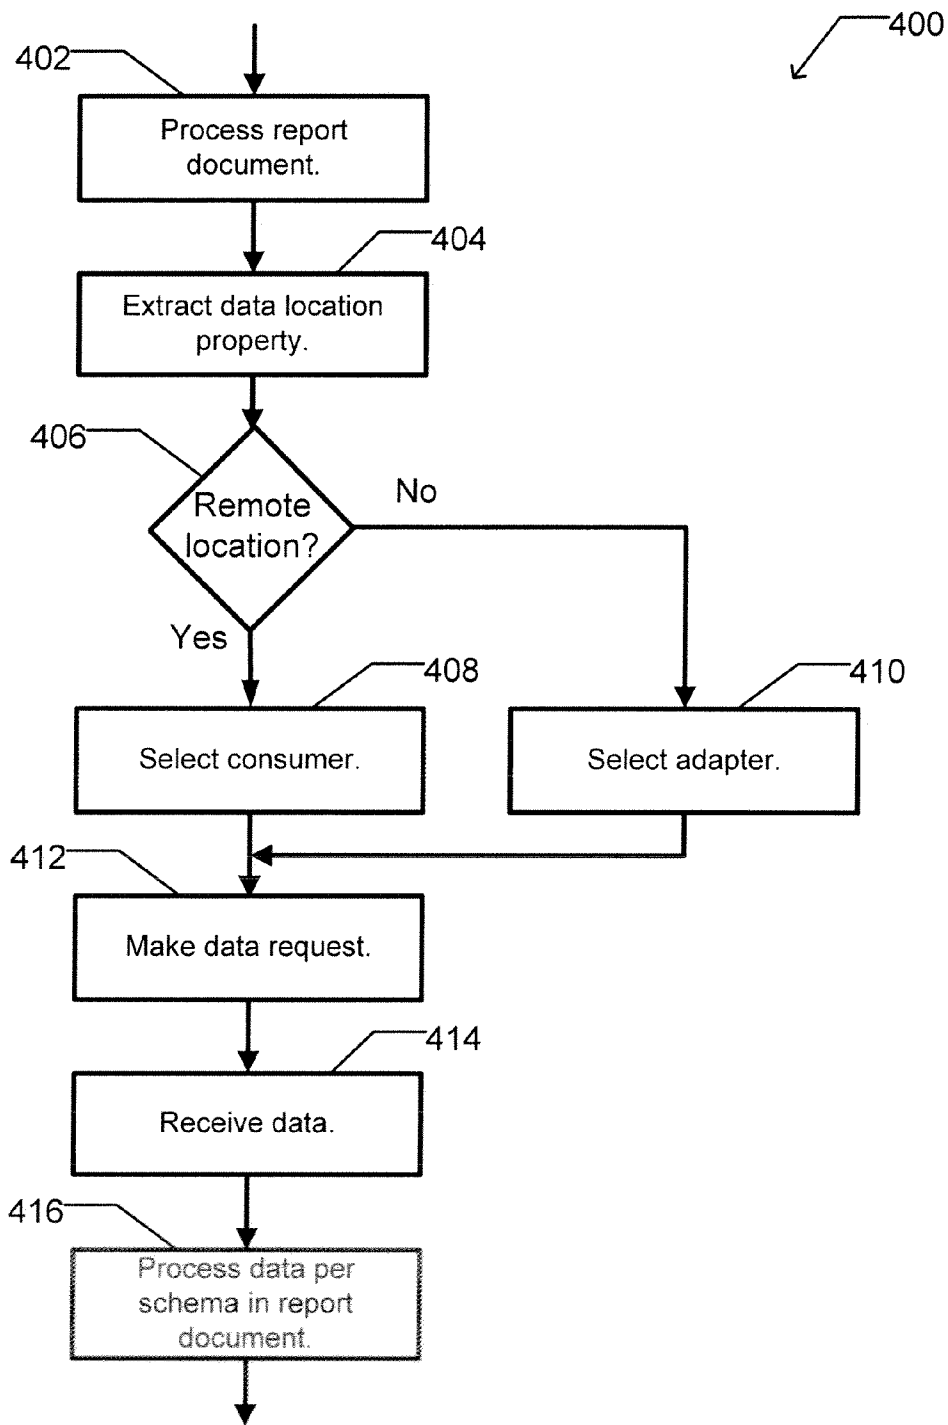 400
402
Process report
document.
404
Extract data location
property.
406
Remote
location?
No
Yes
408
Select consumer.
410
Select adapter.
412
Make data request.
414
Receive data.
416
Process data per
schema in report
document.